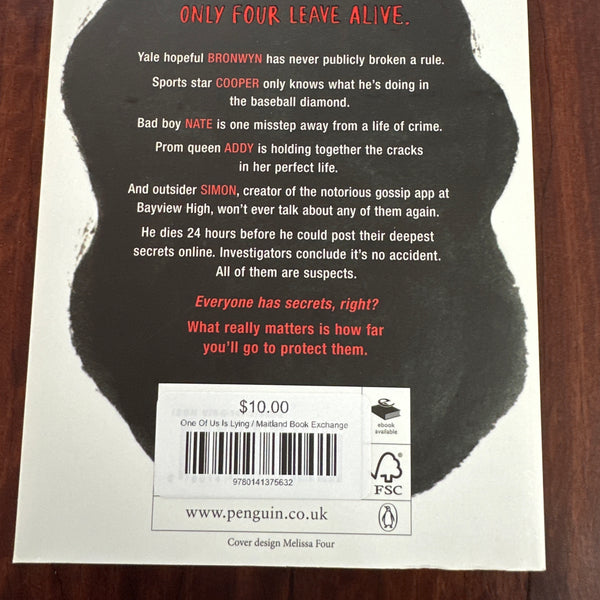 ONLY FOUR LEAVE ALIVE.
Yale hopeful BRONWYN has never publicly broken a rule.
Sports star COOPER only knows what he's doing in
the baseball diamond.
Bad boy NATE is one misstep away from a life of crime.
Prom queen ADDY is holding together the cracks
in her perfect life.
And outsider SIMON, creator of the notorious gossip app at
Bayview High, won't ever talk about any of them again.
He dies 24 hours before he could post their deepest
secrets online. Investigators conclude it's no accident.
All of them are suspects.
Everyone has secrets, right?
What really matters is how far
you'll go to protect them.
$10.00
One Of Us Is Lying / Maitland Book Exchange
9780141375632
ebook
available
FSC
www.penguin.co.uk
Cover design Melissa Four